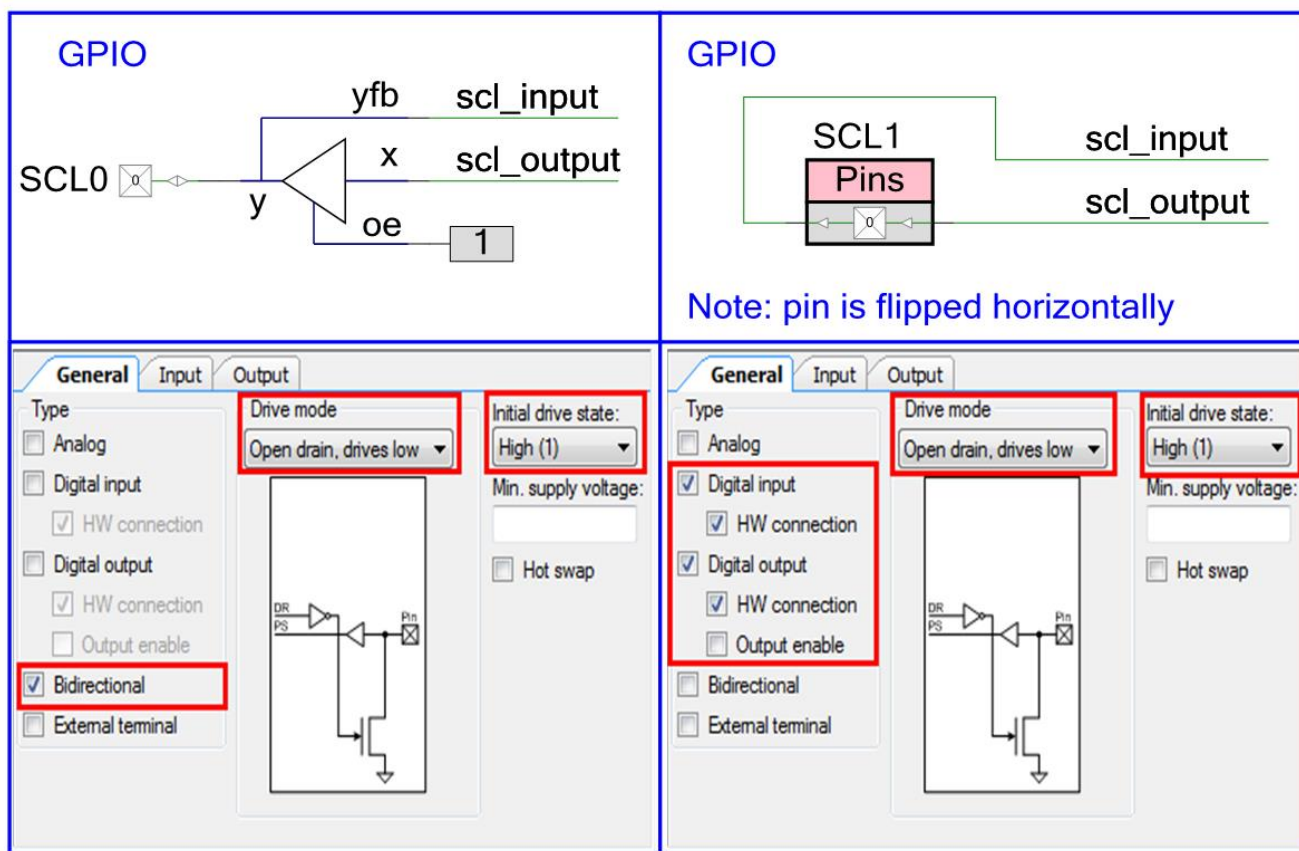 GPIO
yfb scl_input
x scl_output
SCL0 0
y
oe
1
GPIO
SCL1
scl_input
Pins
scl_output
0
Note: pin is flipped horizontally
General Input Output
Type
Analog
Digital input
HW connection
Digital output
HW connection
Output enable
Bidirectional
External terminal
Drive mode
Open drain, drives low
DR
PS
Pin
Initial drive state:
High (1)
Min. supply voltage:
Hot swap
General Input Output
Type
Analog
Digital input
HW connection
Digital output
HW connection
Output enable
Bidirectional
External terminal
Drive mode
Open drain, drives low
DR
PS
Pin
Initial drive state:
High (1)
Min. supply voltage:
Hot swap